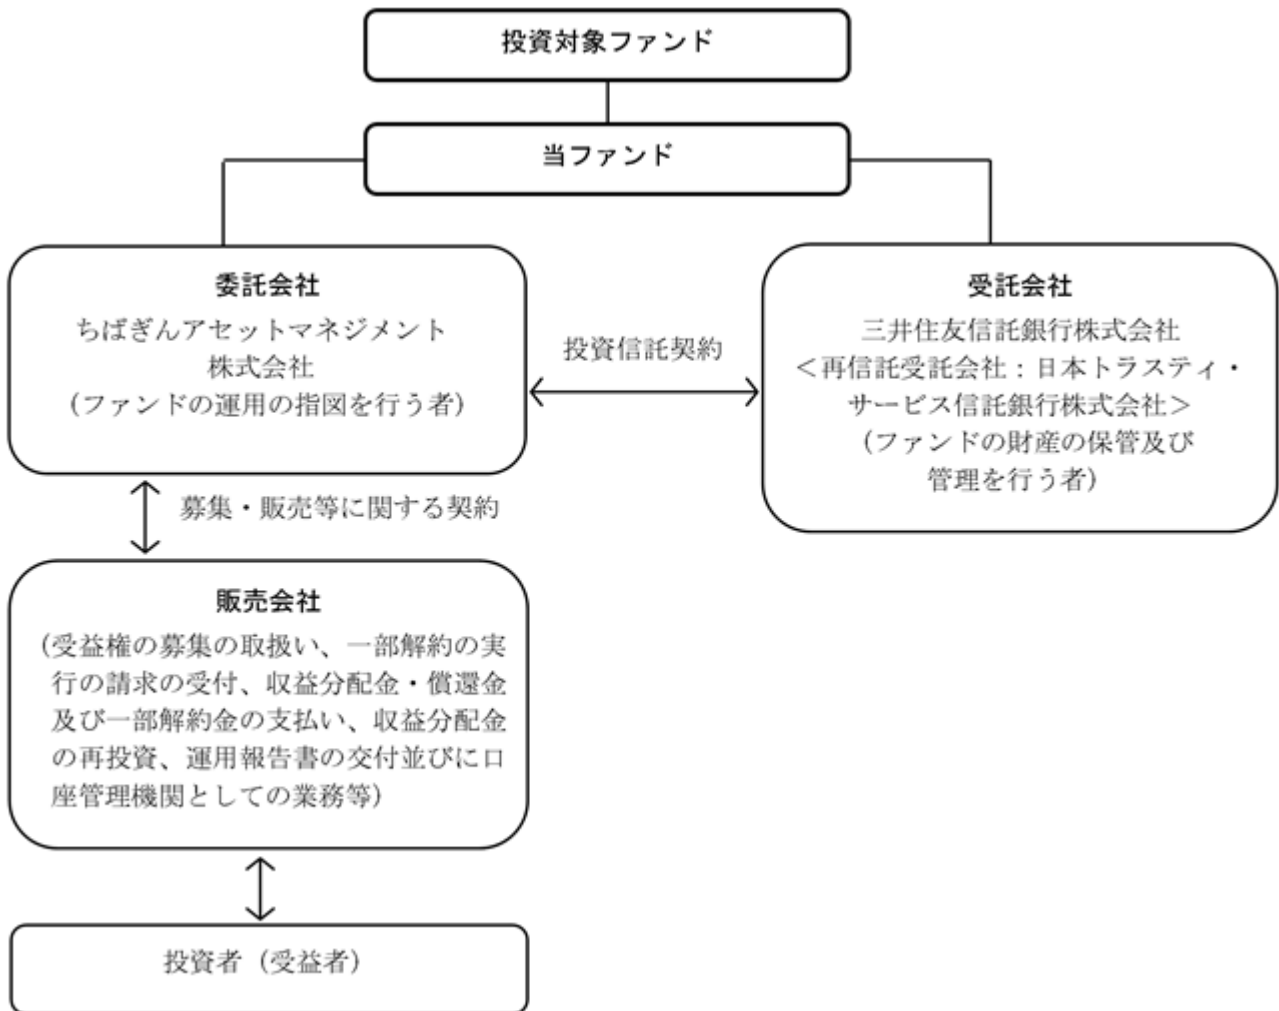 投資対象ファンド
当ファンド
委託会社
ちばぎんアセットマネジメント
株式会社
（ファンドの運用の指図を行う者）
投資信託契約
受託会社
三井住友信託銀行株式会社
＜再信託受託会社：日本トラスティ・
サービス信託銀行株式会社＞
（ファンドの財産の保管及び
管理を行う者）
募集・販売等に関する契約
販売会社
（受益権の募集の取扱い、一部解約の実
行の請求の受付、収益分配金・償還金
及び一部解約金の支払い、収益分配金
の再投資、運用報告書の交付並びに口
座管理機関としての業務等）
投資者（受益者）